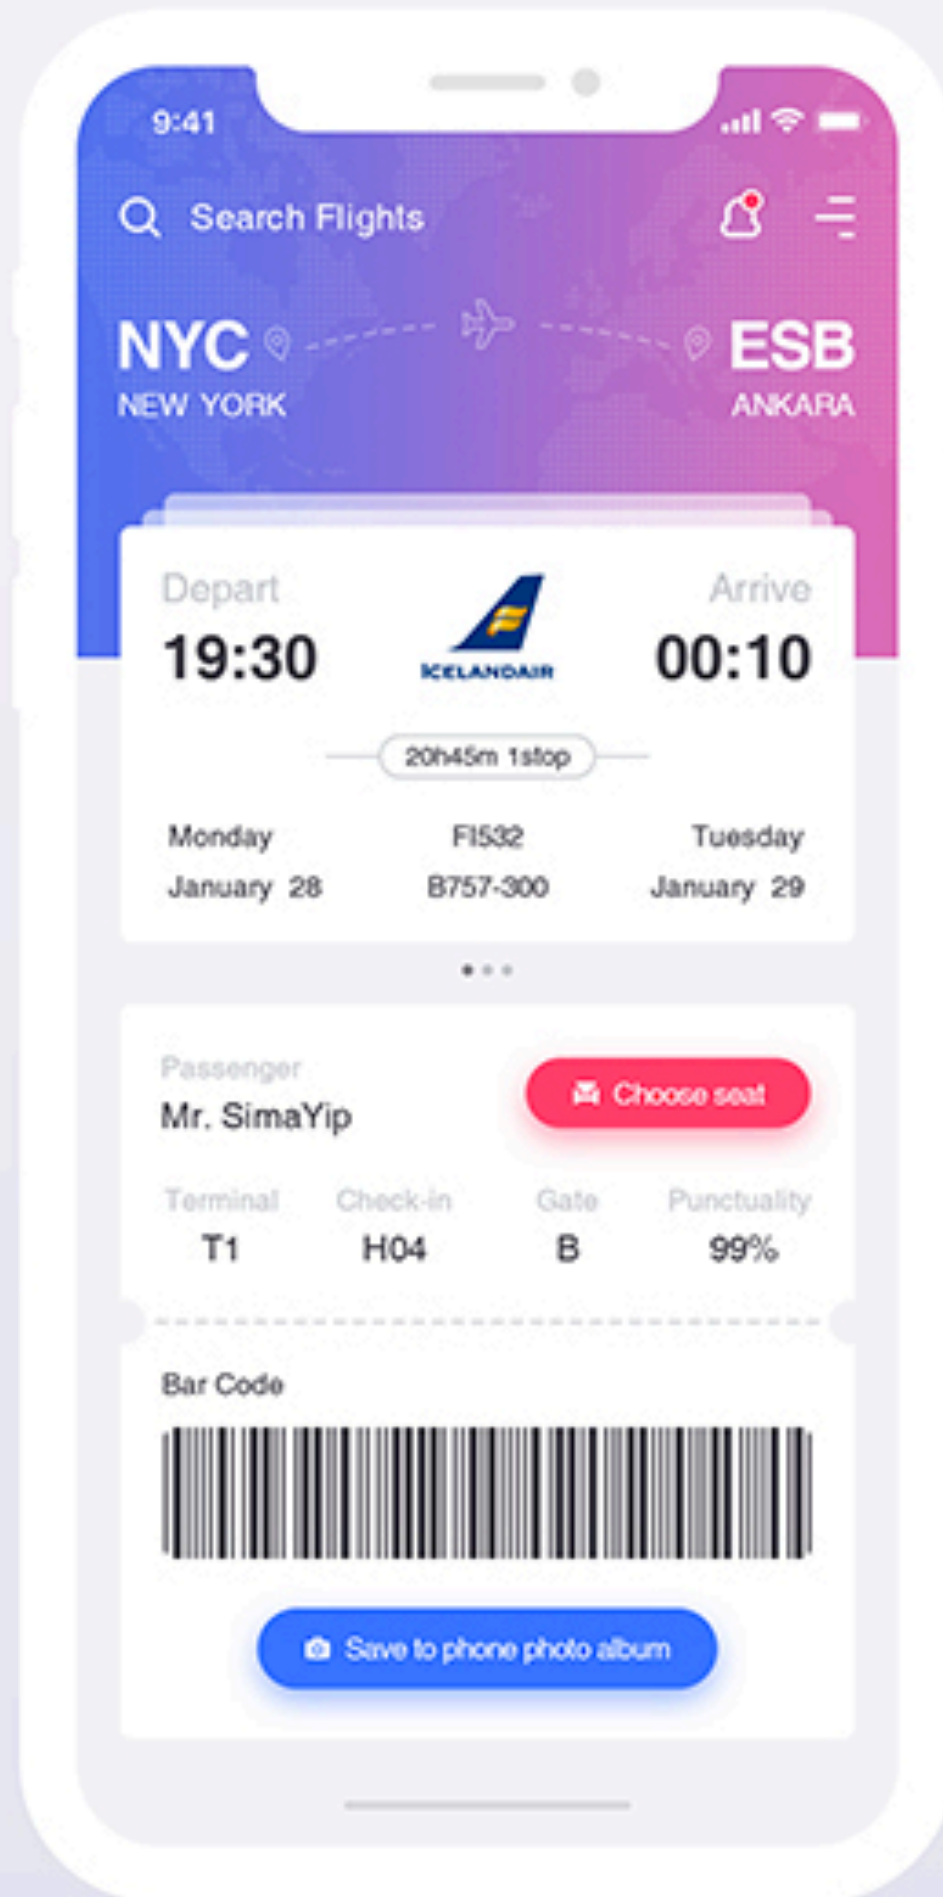 9:41
Search Flights
NYC ESB
NEW YORK ANKARA
Depart Arrive
19:30 00:10
ICELANDAIR
20h45m 1stop
Monday FI532 Tuesday
January 28 B757-300 January 29
Passenger
Mr. SimaYip
Choose seat
Terminal Check-in Gate Punctuality
T1 H04 B 99%
Bar Code
Save to phone photo album